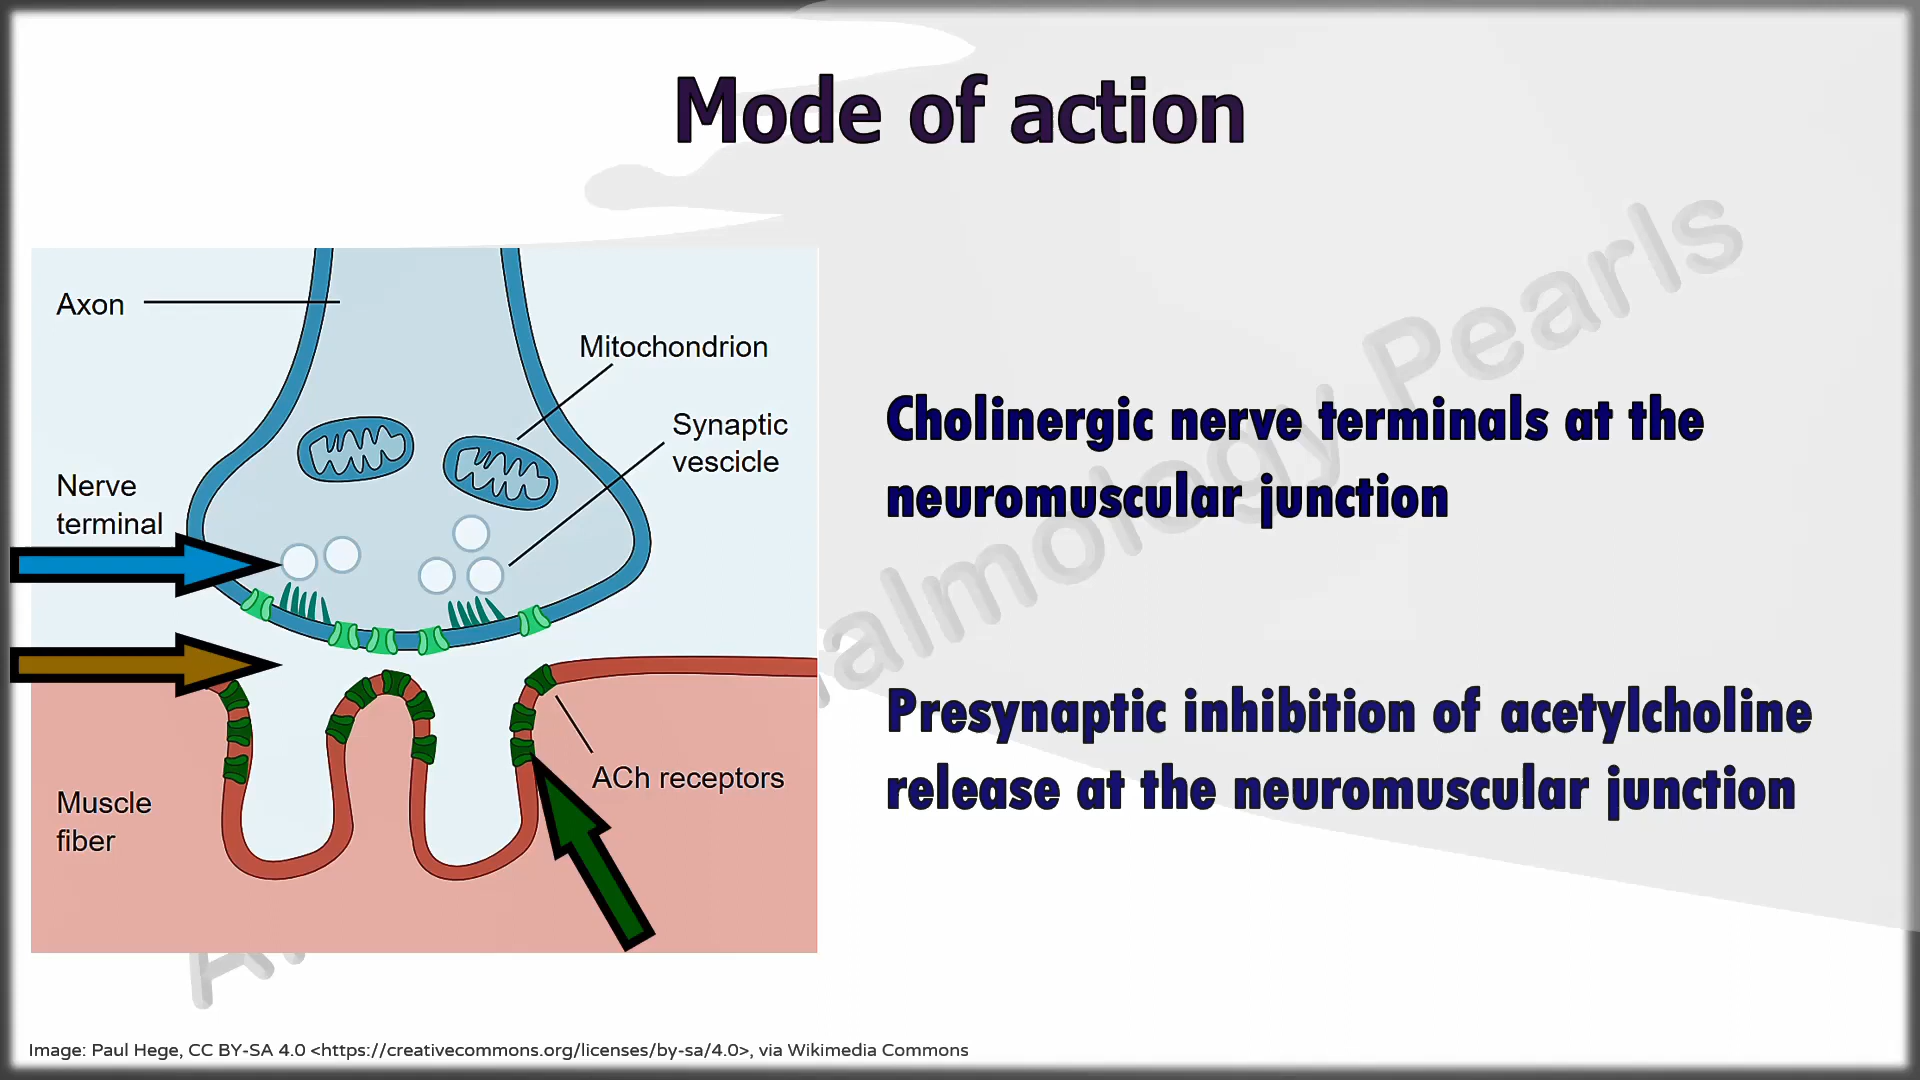 Mode of action
Axon
Mitochondrion
Synaptic
vescicle
Nerve
terminal
ACh receptors
Muscle
fiber
Cholinergic nerve terminals at the
neuromuscular junction
Presynaptic inhibition of acetylcholine
release at the neuromuscular junction
Pearls
Image: Paul Hege, CC BY-SA 4.0 <https://creativecommons.org/licenses/by-sa/4.0>, via Wikimedia Commons